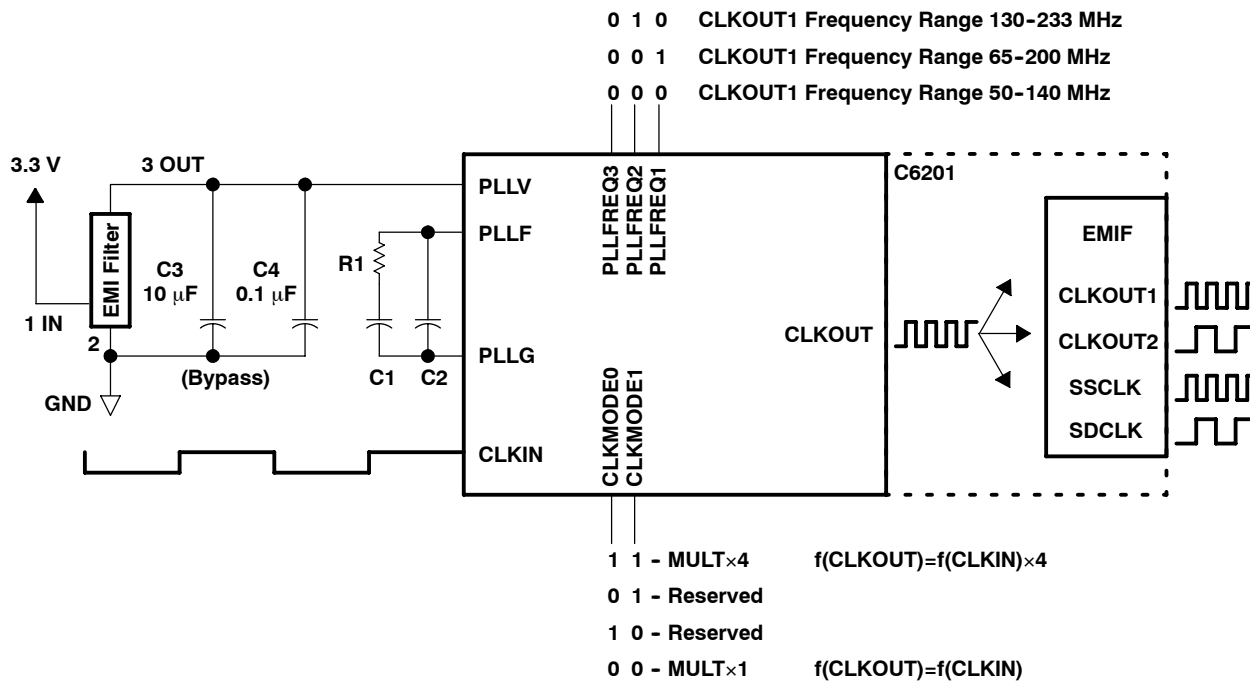 0 1 0 CLKOUT1 Frequency Range 130-233 MHz
0 0 1 CLKOUT1 Frequency Range 65-200 MHz
0 0 0 CLKOUT1 Frequency Range 50-140 MHz
3.3 V
3 OUT
EMI Filter
1 IN
2
GND
C3
10 μF
C4
0.1 μF
(Bypass)
R1
C1
C2
PLLV
PLLF
PLLG
CLKIN
PLLFREQ3
PLLFREQ2
PLLFREQ1
CLKMODE0
CLKMODE1
CLKOUT
C6201
EMIF
CLKOUT1
CLKOUT2
SSCLK
SDCLK
1 1 - MULT×4 f(CLKOUT)=f(CLKIN)×4
0 1 - Reserved
1 0 - Reserved
0 0 - MULT×1 f(CLKOUT)=f(CLKIN)